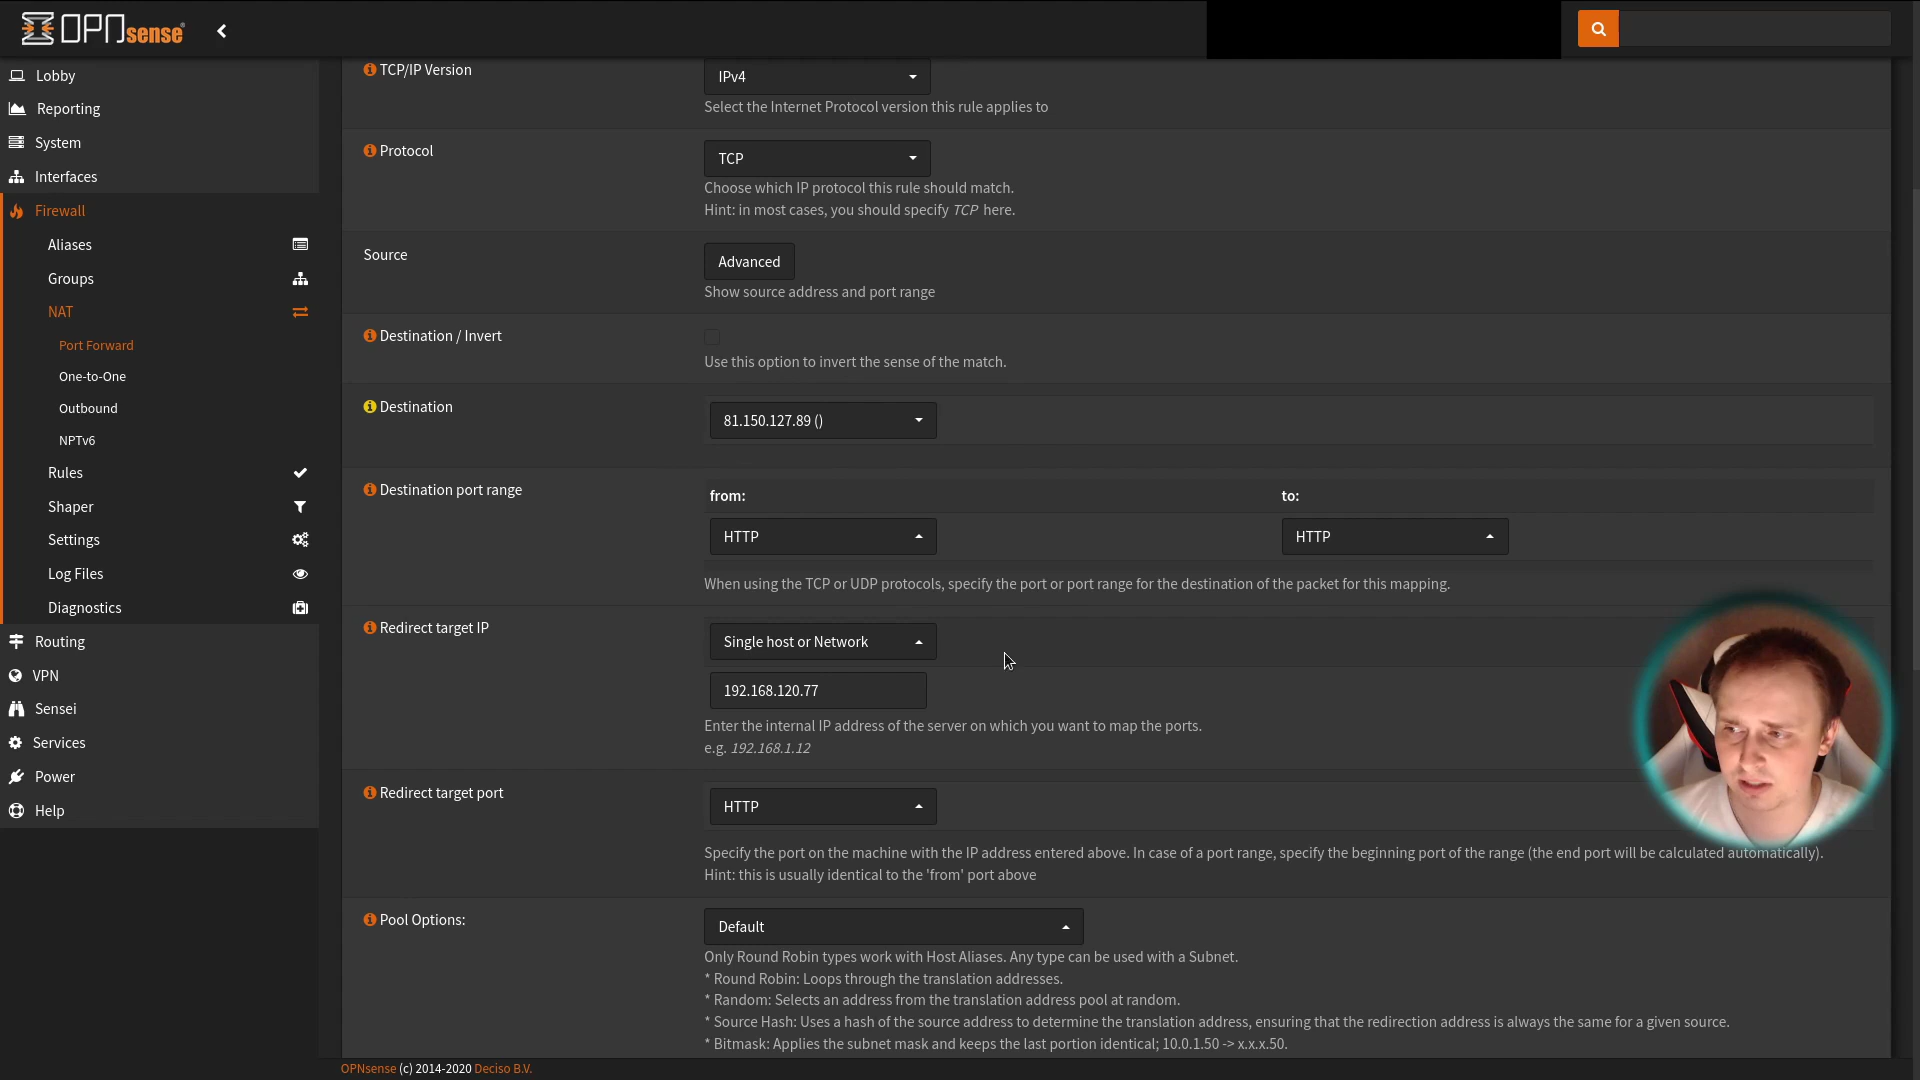 OPNsense
Lobby
Reporting
System
Interfaces
Firewall
Aliases
Groups
NAT
Port Forward
One-to-One
Outbound
NPTv6
Rules
Shaper
Settings
Log Files
Diagnostics
Routing
VPN
Sensei
Services
Power
Help
TCP/IP Version
IPv4
Select the Internet Protocol version this rule applies to
Protocol
TCP
Choose which IP protocol this rule should match.
Hint: in most cases, you should specify TCP here.
Source
Advanced
Show source address and port range
Destination / Invert
Use this option to invert the sense of the match.
Destination
81.150.127.89 ()
Destination port range
from: to:
HTTP HTTP
When using the TCP or UDP protocols, specify the port or port range for the destination of the packet for this mapping.
Redirect target IP
Single host or Network
192.168.120.77
Enter the internal IP address of the server on which you want to map the ports.
e.g. 192.168.1.12
Redirect target port
HTTP
Specify the port on the machine with the IP address entered above. In case of a port range, specify the beginning port of the range (the end port will be calculated automatically).
Hint: this is usually identical to the 'from' port above
Pool Options:
Default
Only Round Robin types work with Host Aliases. Any type can be used with a Subnet.
* Round Robin: Loops through the translation addresses.
* Random: Selects an address from the translation address pool at random.
* Source Hash: Uses a hash of the source address to determine the translation address, ensuring that the redirection address is always the same for a given source.
* Bitmask: Applies the subnet mask and keeps the last portion identical; 10.0.1.50 -> x.x.x.50.
OPNsense (c) 2014-2020 Deciso B.V.